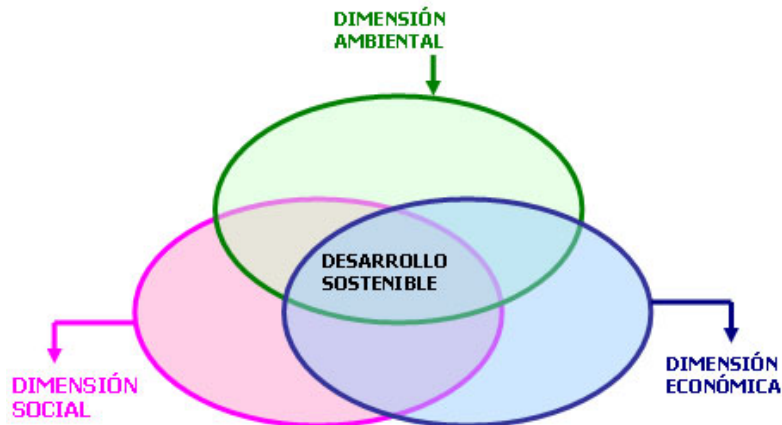 DIMENSIÓN
AMBIENTAL
DESARROLLO
SOSTENIBLE
DIMENSIÓN
SOCIAL
DIMENSIÓN
ECONÓMICA